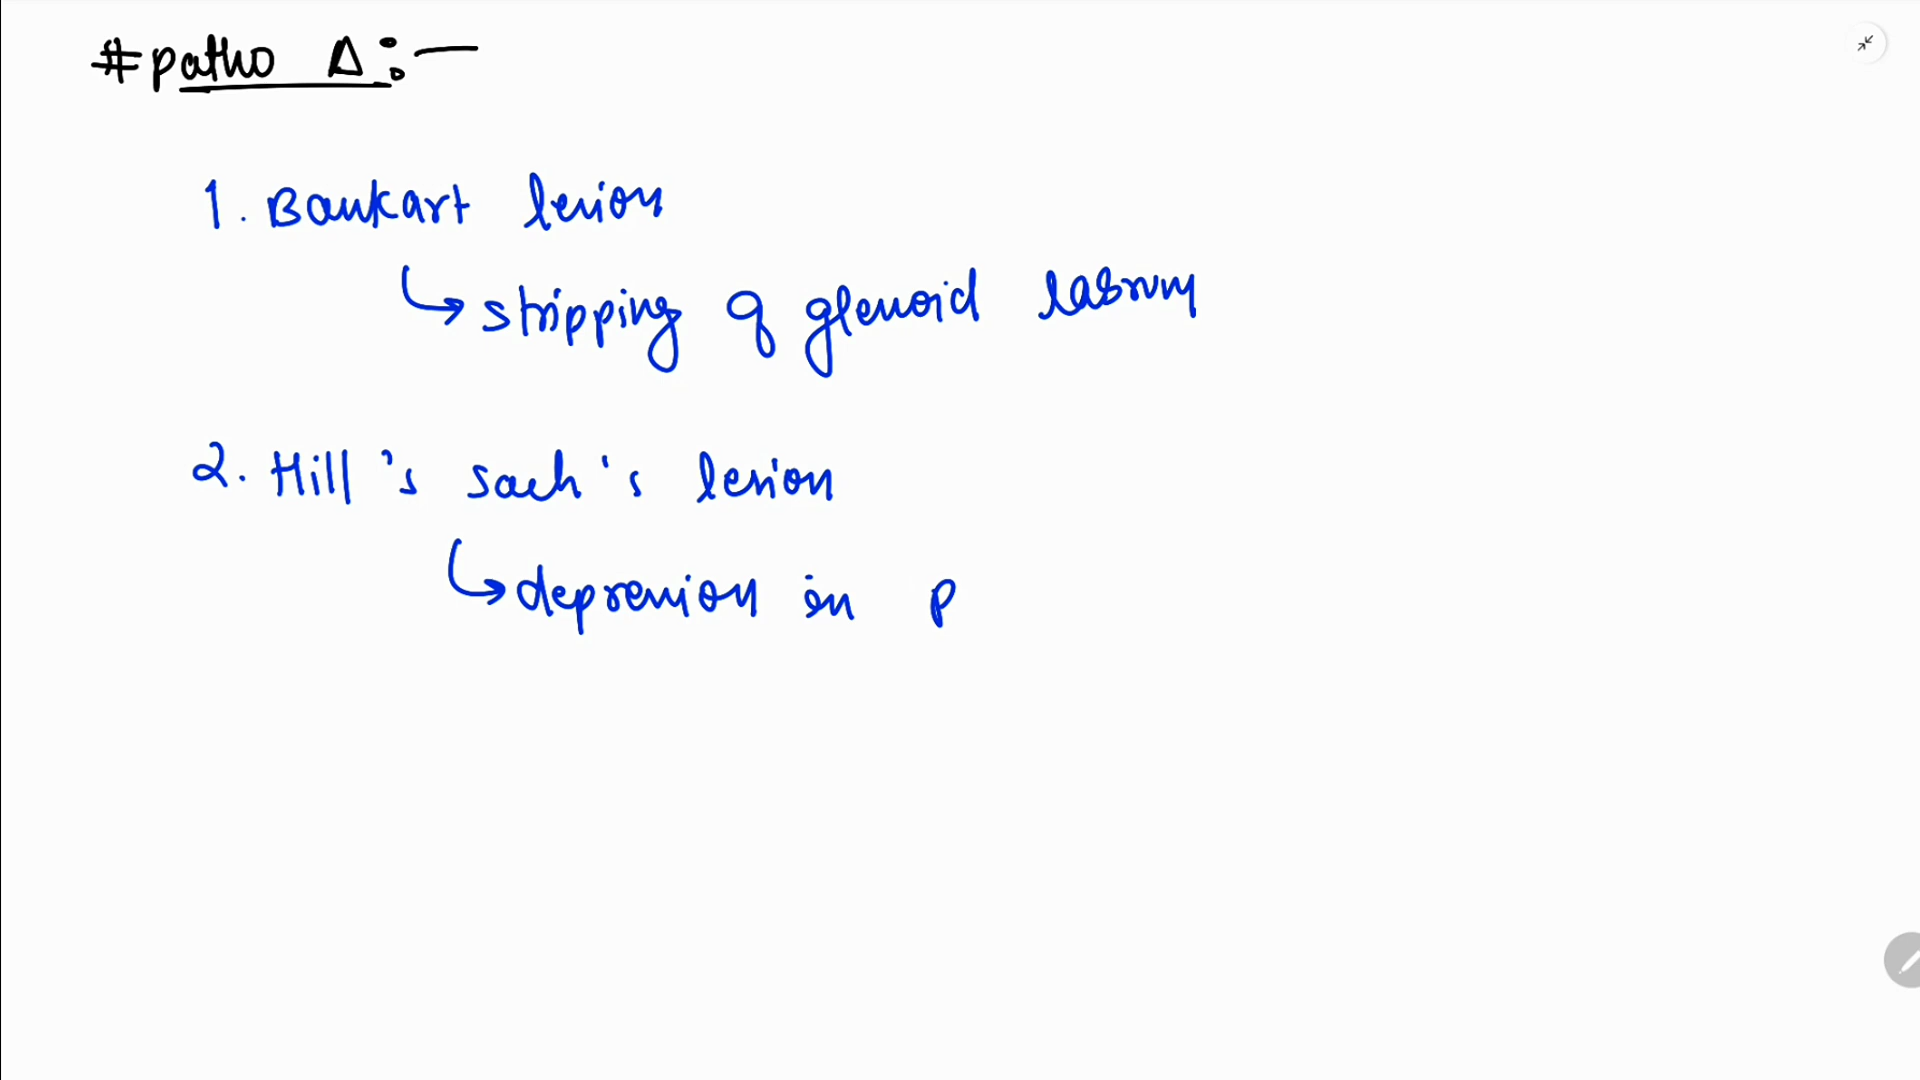 #patho Δ:-
1. Bankart lesion
↳ stripping of glenoid labrum
2. Hill's sach's lesion
↳ depression in p